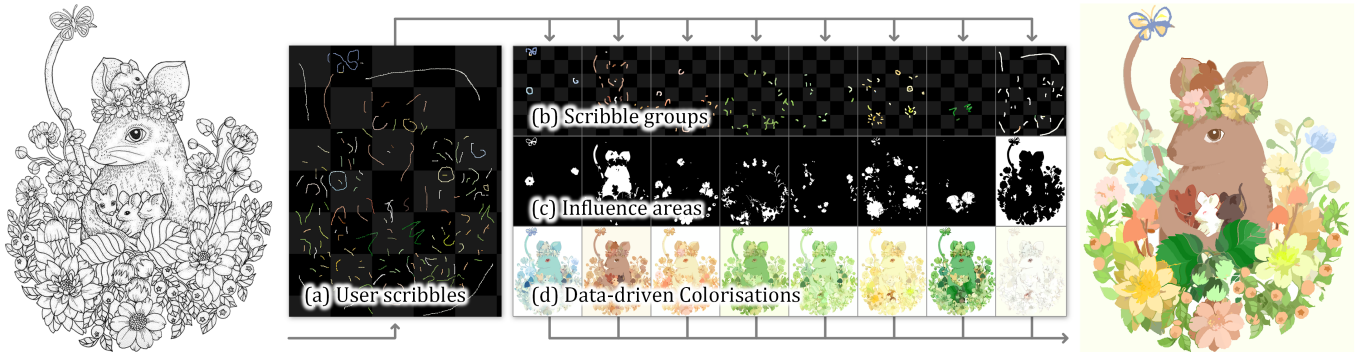 (b) Scribble groups
(c) Influence areas
(a) User scribbles
(d) Data-driven Colorisations